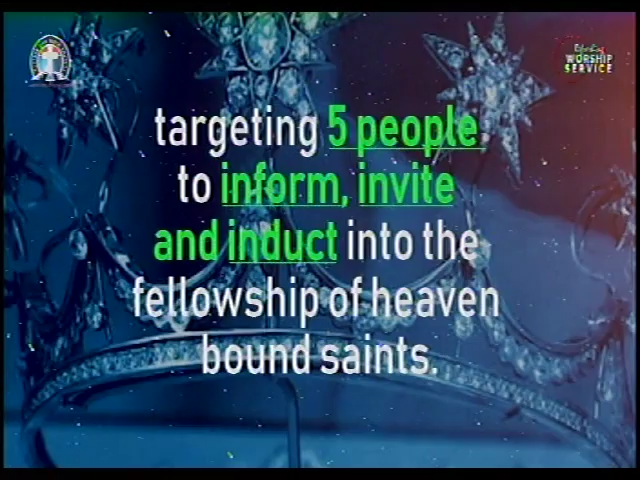 WORSHIP
SERVICE
targeting 5 people
to inform, invite
and induct into the
fellowship of heaven
bound saints.